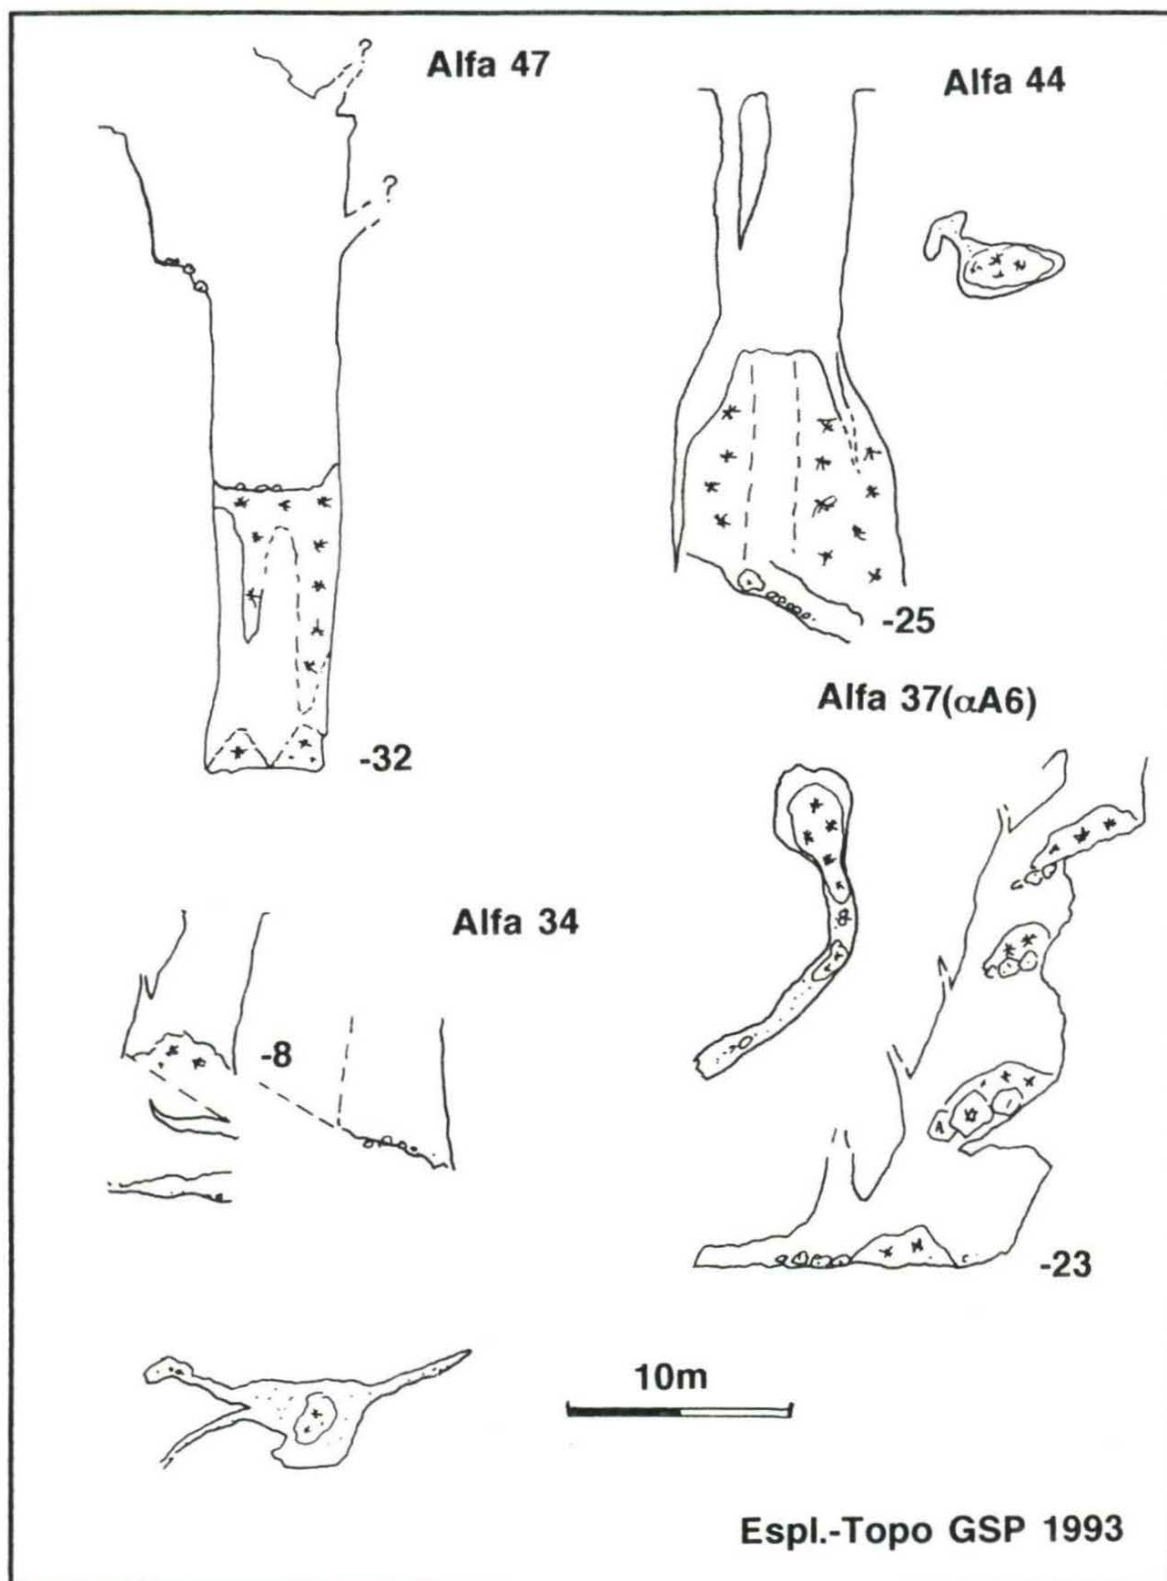 Alfa 47
?
?
-32
Alfa 44
-25
Alfa 37(αA6)
-23
Alfa 34
-8
10m
Espl.-Topo GSP 1993